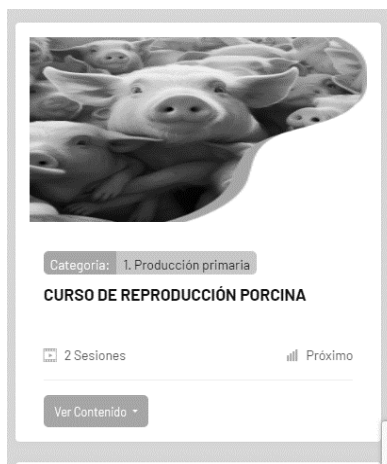 Categoria: 1. Producción primaria
CURSO DE REPRODUCCIÓN PORCINA
2 Sesiones
Próximo
Ver Contenido